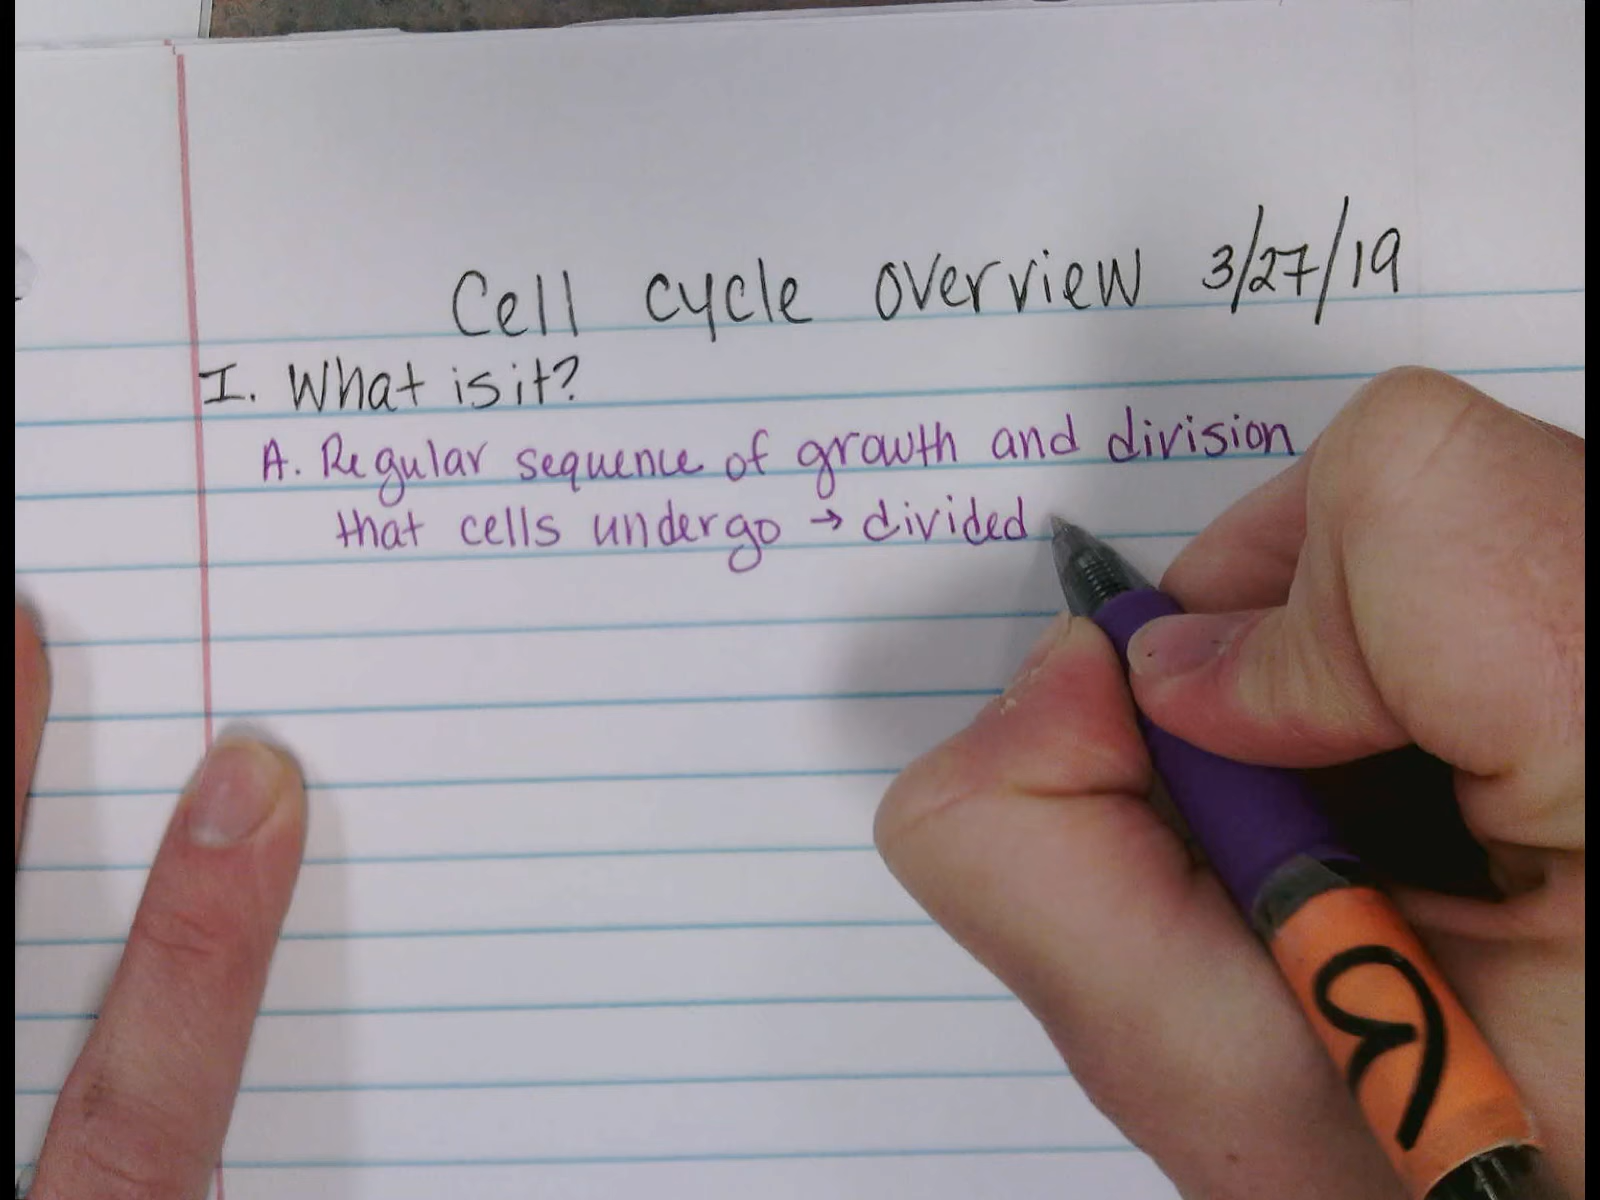 Cell cycle overview 3/27/19
I. What is it?
A. Regular sequence of growth and division
that cells undergo → divided